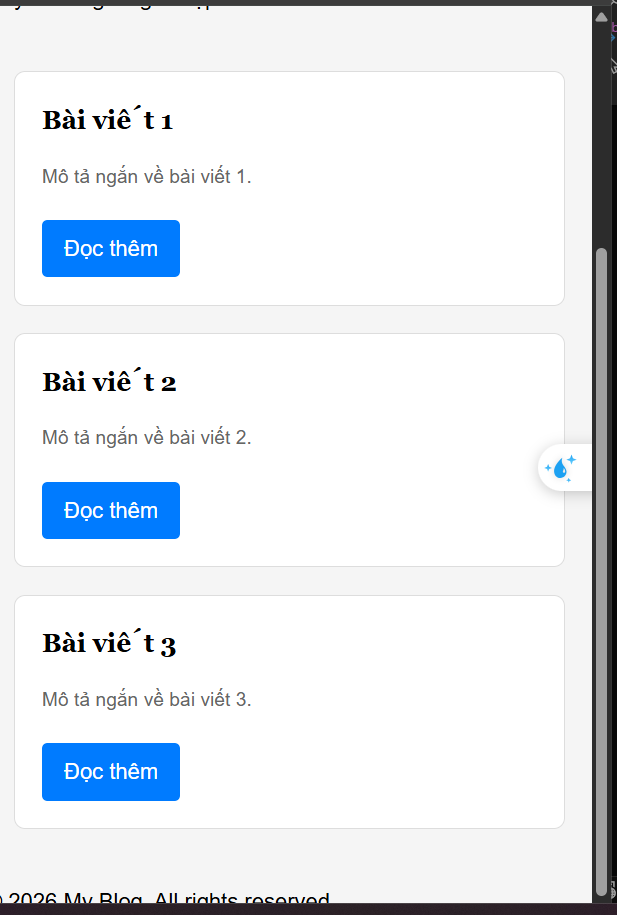 Bài viết 1
Mô tả ngắn về bài viết 1.
Đọc thêm
Bài viết 2
Mô tả ngắn về bài viết 2.
Đọc thêm
Bài viết 3
Mô tả ngắn về bài viết 3.
Đọc thêm
2026 My Blog. All rights reserved.